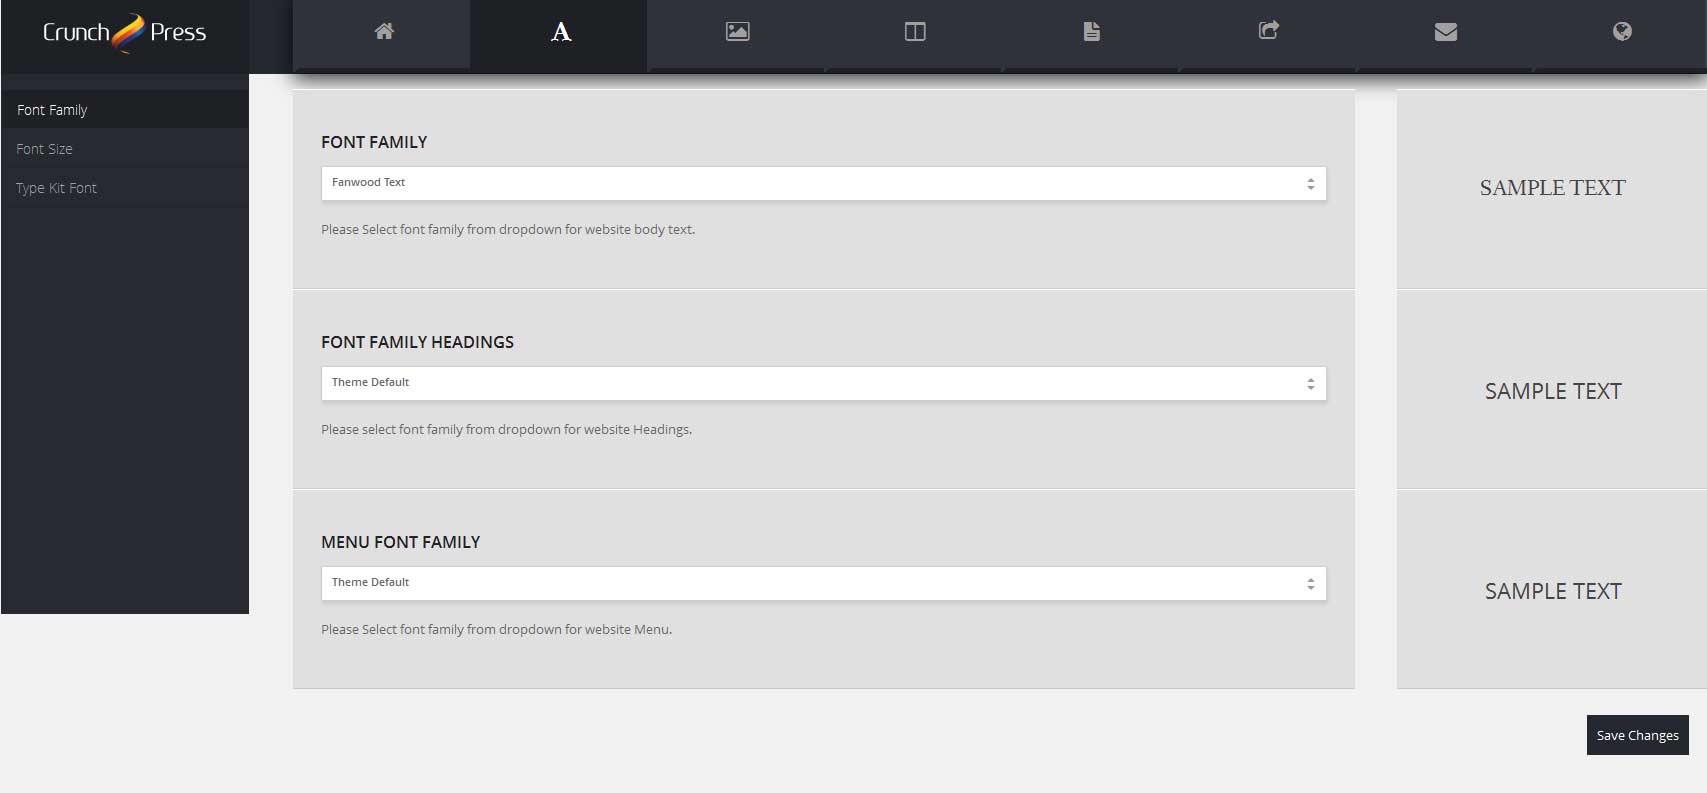 Crunch Press
Font Family
Font Size
Type Kit Font
FONT FAMILY
Fanwood Text
Please Select font family from dropdown for website body text.
SAMPLE TEXT
FONT FAMILY HEADINGS
Theme Default
Please select font family from dropdown for website Headings.
SAMPLE TEXT
MENU FONT FAMILY
Theme Default
Please Select font family from dropdown for website Menu.
SAMPLE TEXT
Save Changes